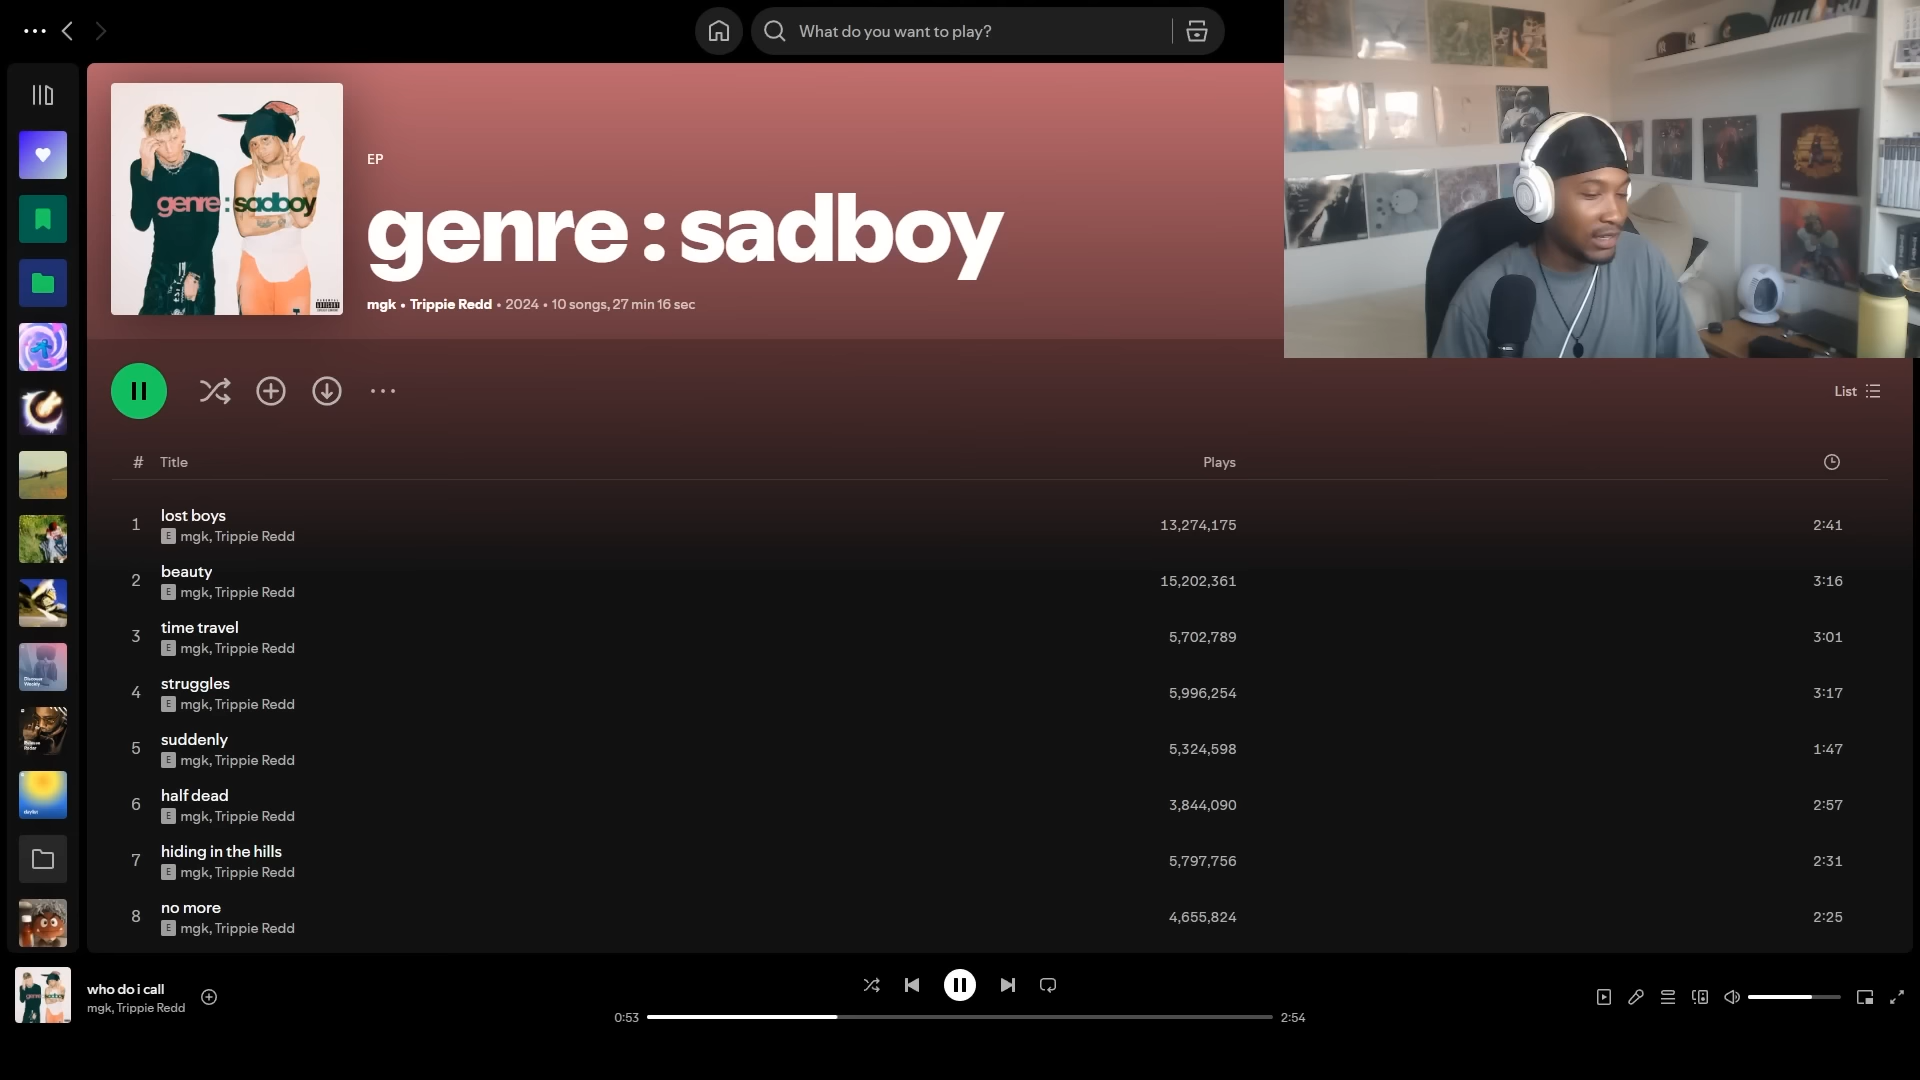 What do you want to play?
genre : sadboy
EP
genre : sadboy
mgk • Trippie Redd • 2024 • 10 songs, 27 min 16 sec
List
# Title Plays
1 lost boys 13,274,175 2:41
E mgk, Trippie Redd
2 beauty 15,202,361 3:16
E mgk, Trippie Redd
3 time travel 5,702,789 3:01
E mgk, Trippie Redd
4 struggles 5,996,254 3:17
E mgk, Trippie Redd
5 suddenly 5,324,598 1:47
E mgk, Trippie Redd
6 half dead 3,844,090 2:57
E mgk, Trippie Redd
7 hiding in the hills 5,797,756 2:31
E mgk, Trippie Redd
8 no more 4,655,824 2:25
E mgk, Trippie Redd
Discover
Weekly
who do i call
mgk, Trippie Redd
0:53 2:54